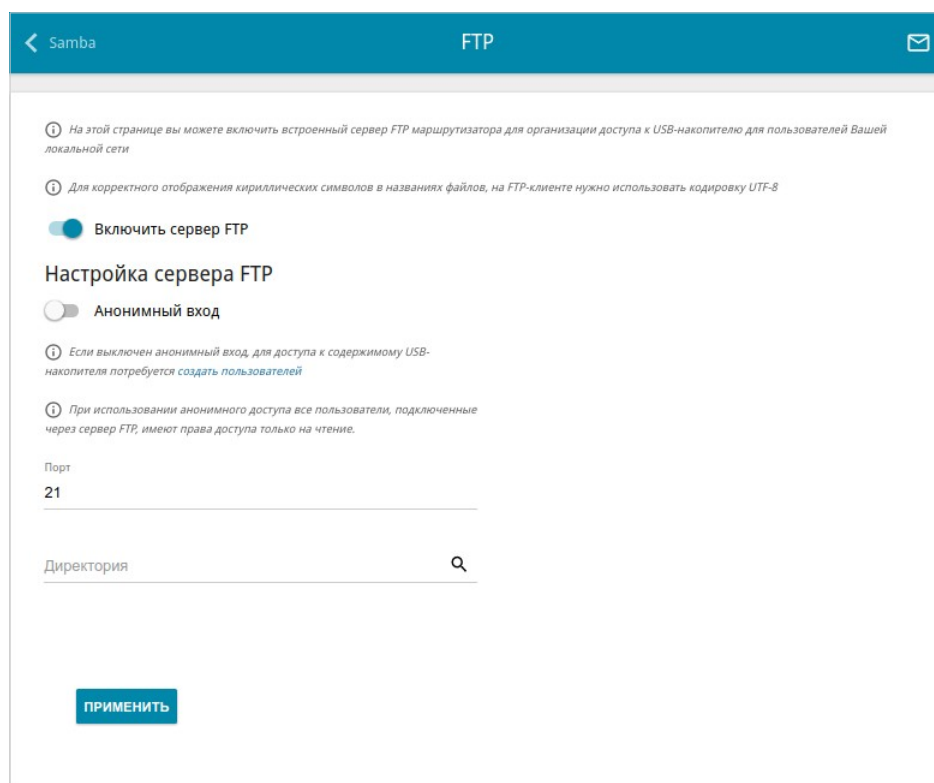 Samba
FTP
На этой странице вы можете включить встроенный сервер FTP маршрутизатора для организации доступа к USB-накопителю для пользователей Вашей
локальной сети
Для корректного отображения кириллических символов в названиях файлов, на FTP-клиенте нужно использовать кодировку UTF-8
Включить сервер FTP
Настройка сервера FTP
Анонимный вход
Если выключен анонимный вход, для доступа к содержимому USB-
накопителя потребуется создать пользователей
При использовании анонимного доступа все пользователи, подключенные
через сервер FTP, имеют права доступа только на чтение.
Порт
21
Директория
ПРИМЕНИТЬ